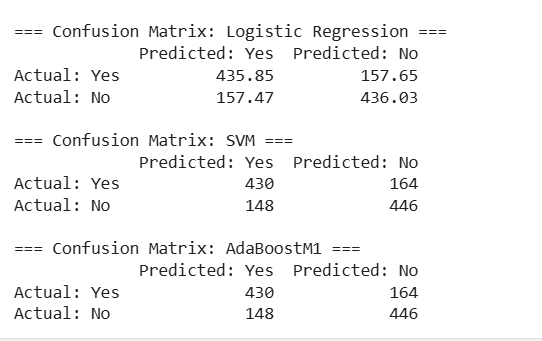 === Confusion Matrix: Logistic Regression ===
Predicted: Yes Predicted: No
Actual: Yes 435.85 157.65
Actual: No 157.47 436.03
=== Confusion Matrix: SVM ===
Predicted: Yes Predicted: No
Actual: Yes 430 164
Actual: No 148 446
=== Confusion Matrix: AdaBoostM1 ===
Predicted: Yes Predicted: No
Actual: Yes 430 164
Actual: No 148 446